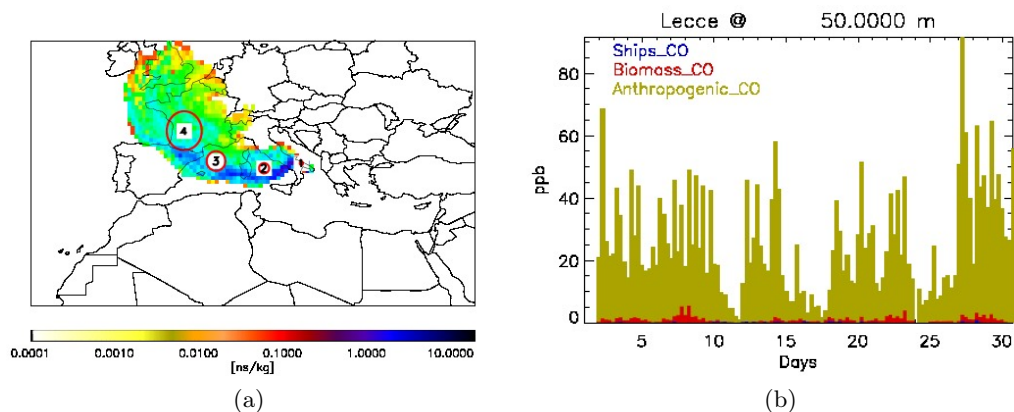 Lecce @ 50.0000 m
4
3
2
0.0001 0.0010 0.0100 0.1000 1.0000 10.0000
[ns/kg]
(a)
Ships_CO
Biomass_CO
Anthropogenic_CO
80
60
40
20
0
ppb
5 10 15 20 25 30
Days
(b)